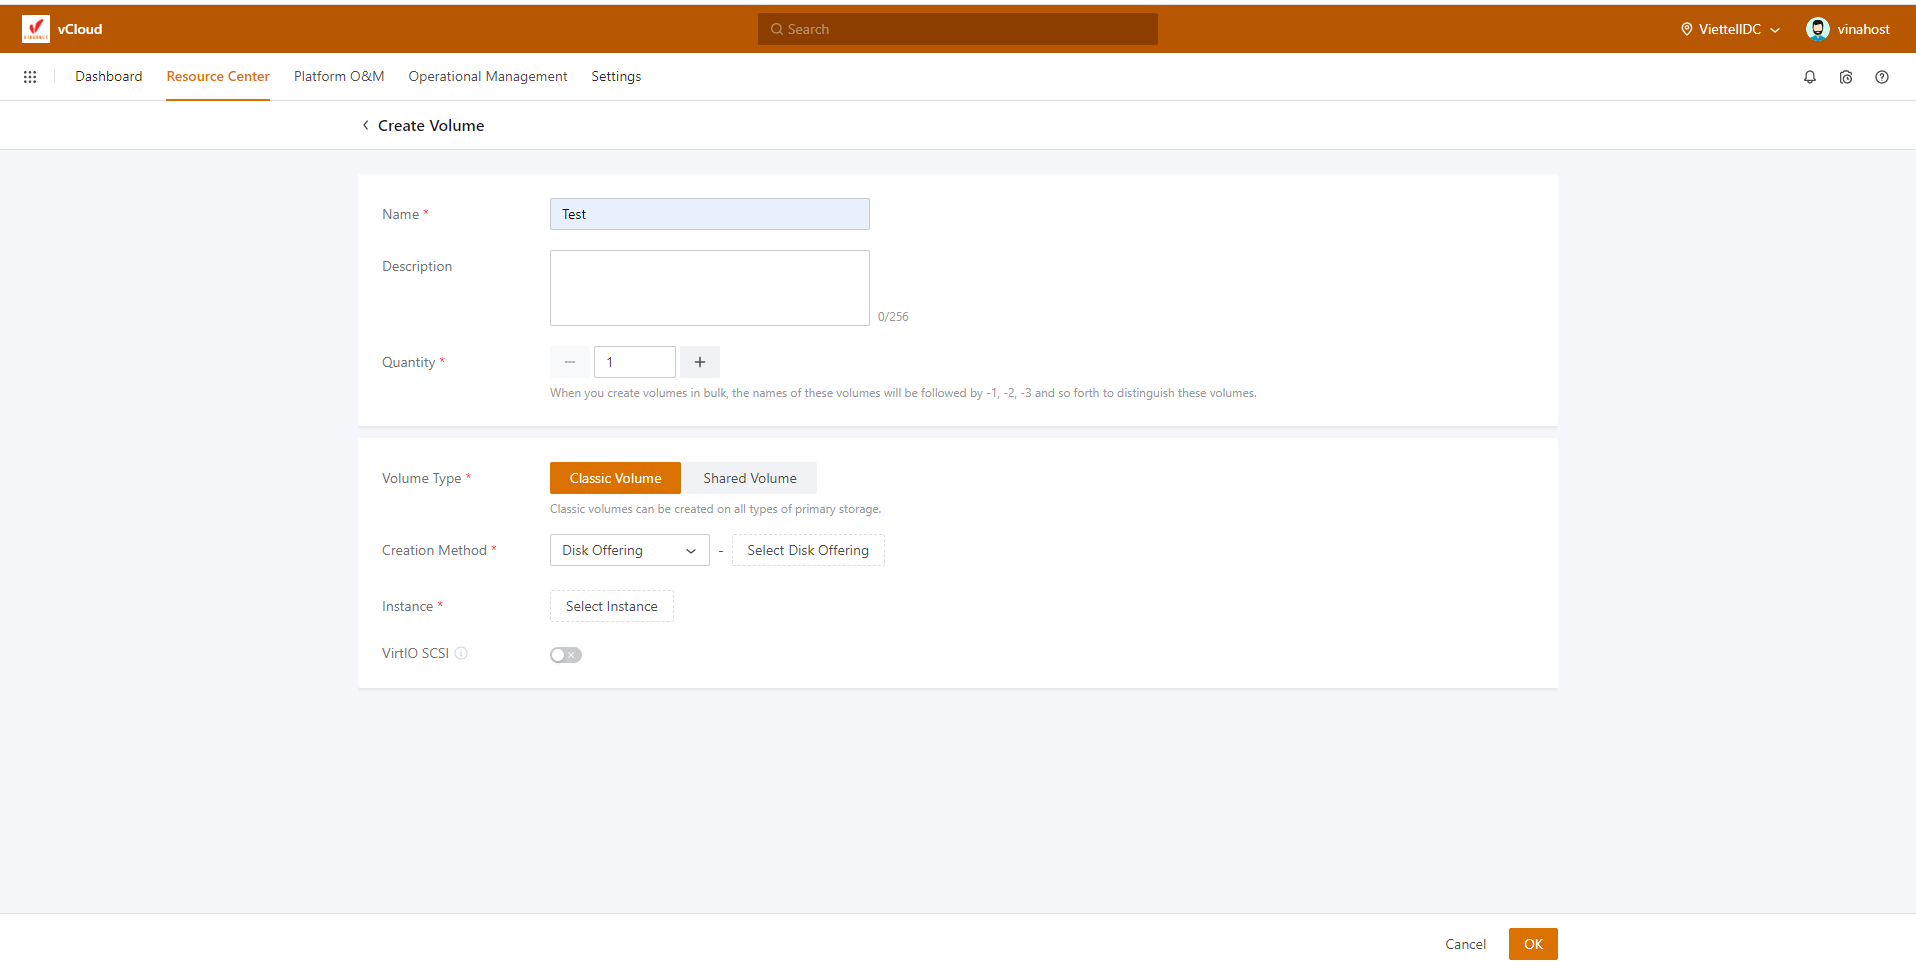 vCloud
Search
ViettelIDC
vinahost
Dashboard
Resource Center
Platform O&M
Operational Management
Settings
Create Volume
Name *
Test
Description
0/256
Quantity *
1
When you create volumes in bulk, the names of these volumes will be followed by -1, -2, -3 and so forth to distinguish these volumes.
Volume Type *
Classic Volume
Shared Volume
Classic volumes can be created on all types of primary storage.
Creation Method *
Disk Offering
-
Select Disk Offering
Instance *
Select Instance
VirtIO SCSI
Cancel
OK